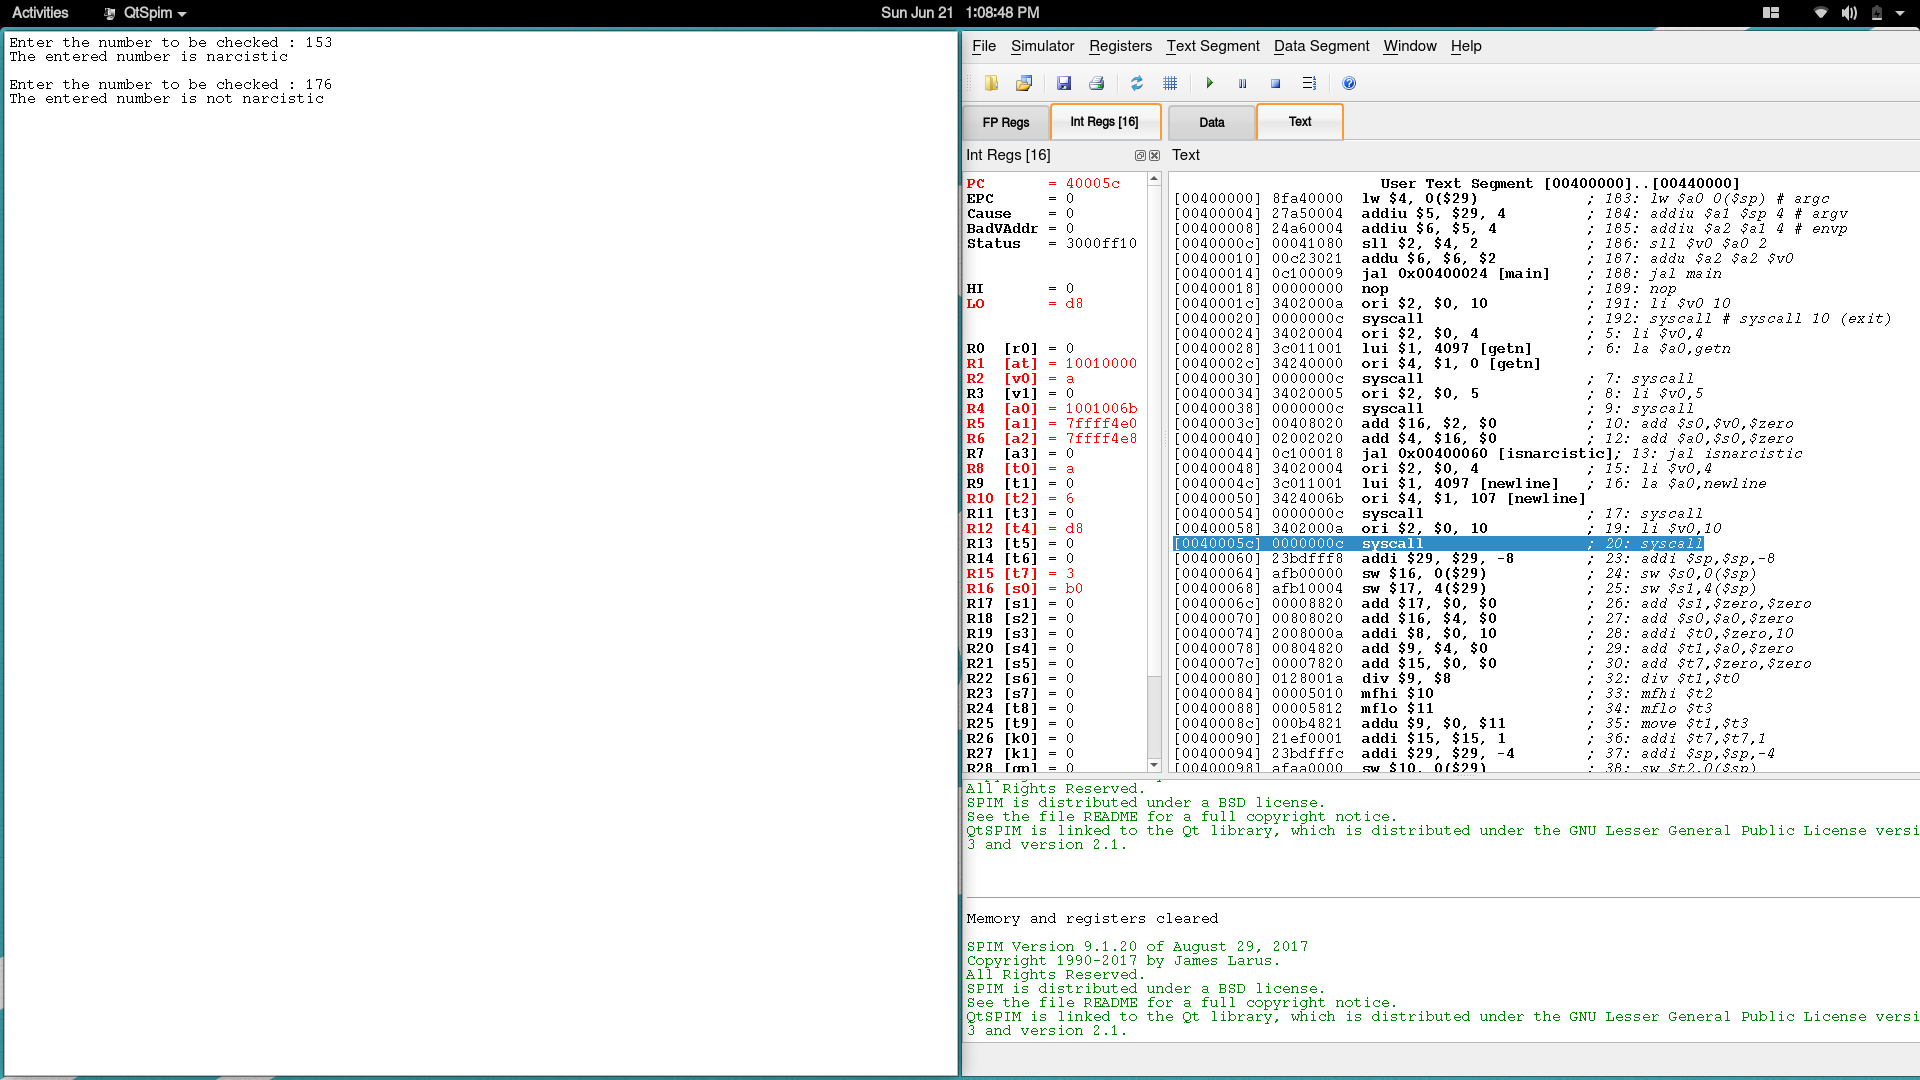 Activities QtSpim Sun Jun 21 1:08:48 PM
Enter the number to be checked : 153
The entered number is narcistic
Enter the number to be checked : 176
The entered number is not narcistic
File Simulator Registers Text Segment Data Segment Window Help
FP Regs Int Regs [16] Data Text
Int Regs [16]
PC = 40005c
EPC = 0
Cause = 0
BadVAddr = 0
Status = 3000ff10
HI = 0
LO = d8
R0 [r0] = 0
R1 [at] = 10010000
R2 [v0] = a
R3 [v1] = 0
R4 [a0] = 1001006b
R5 [a1] = 7ffff4e0
R6 [a2] = 7ffff4e8
R7 [a3] = 0
R8 [t0] = a
R9 [t1] = 0
R10 [t2] = 6
R11 [t3] = 0
R12 [t4] = d8
R13 [t5] = 0
R14 [t6] = 0
R15 [t7] = 3
R16 [s0] = b0
R17 [s1] = 0
R18 [s2] = 0
R19 [s3] = 0
R20 [s4] = 0
R21 [s5] = 0
R22 [s6] = 0
R23 [s7] = 0
R24 [t8] = 0
R25 [t9] = 0
R26 [k0] = 0
R27 [k1] = 0
R28 [gp] = 0
Text
User Text Segment [00400000]..[00440000]
[00400000] 8fa40000 lw $4, 0($29) ; 183: lw $a0 0($sp) # argc
[00400004] 27a50004 addiu $5, $29, 4 ; 184: addiu $a1 $sp 4 # argv
[00400008] 24a60004 addiu $6, $5, 4 ; 185: addiu $a2 $a1 4 # envp
[0040000c] 00041080 sll $2, $4, 2 ; 186: sll $v0 $a0 2
[00400010] 00c23021 addu $6, $6, $2 ; 187: addu $a2 $a2 $v0
[00400014] 0c100009 jal 0x00400024 [main] ; 188: jal main
[00400018] 00000000 nop ; 189: nop
[0040001c] 3402000a ori $2, $0, 10 ; 191: li $v0 10
[00400020] 0000000c syscall ; 192: syscall # syscall 10 (exit)
[00400024] 34020004 ori $2, $0, 4 ; 5: li $v0,4
[00400028] 3c011001 lui $1, 4097 [getn] ; 6: la $a0,getn
[0040002c] 34240000 ori $4, $1, 0 [getn]
[00400030] 0000000c syscall ; 7: syscall
[00400034] 34020005 ori $2, $0, 5 ; 8: li $v0,5
[00400038] 0000000c syscall ; 9: syscall
[0040003c] 00408020 add $16, $2, $0 ; 10: add $s0,$v0,$zero
[00400040] 02002020 add $4, $16, $0 ; 12: add $a0,$s0,$zero
[00400044] 0c100018 jal 0x00400060 [isnarcistic]; 13: jal isnarcistic
[00400048] 34020004 ori $2, $0, 4 ; 15: li $v0,4
[0040004c] 3c011001 lui $1, 4097 [newline] ; 16: la $a0,newline
[00400050] 3424006b ori $4, $1, 107 [newline]
[00400054] 0000000c syscall ; 17: syscall
[00400058] 3402000a ori $2, $0, 10 ; 19: li $v0,10
[0040005c] 0000000c syscall ; 20: syscall
[00400060] 23bdfff8 addi $29, $29, -8 ; 23: addi $sp,$sp,-8
[00400064] afb00000 sw $16, 0($29) ; 24: sw $s0,0($sp)
[00400068] afb10004 sw $17, 4($29) ; 25: sw $s1,4($sp)
[0040006c] 00008820 add $17, $0, $0 ; 26: add $s1,$zero,$zero
[00400070] 00808020 add $16, $4, $0 ; 27: add $s0,$a0,$zero
[00400074] 2008000a addi $8, $0, 10 ; 28: addi $t0,$zero,10
[00400078] 00804820 add $9, $4, $0 ; 29: add $t1,$a0,$zero
[0040007c] 00007820 add $15, $0, $0 ; 30: add $t7,$zero,$zero
[00400080] 0128001a div $9, $8 ; 32: div $t1,$t0
[00400084] 00005010 mfhi $10 ; 33: mfhi $t2
[00400088] 00005812 mflo $11 ; 34: mflo $t3
[0040008c] 000b4821 addu $9, $0, $11 ; 35: move $t1,$t3
[00400090] 21ef0001 addi $15, $15, 1 ; 36: addi $t7,$t7,1
[00400094] 23bdfffc addi $29, $29, -4 ; 37: addi $sp,$sp,-4
[00400098] afaa0000 sw $10, 0($29) ; 38: sw $t2,0($sp)
All Rights Reserved.
SPIM is distributed under a BSD license.
See the file README for a full copyright notice.
QtSPIM is linked to the Qt library, which is distributed under the GNU Lesser General Public License versi
3 and version 2.1.
Memory and registers cleared
SPIM Version 9.1.20 of August 29, 2017
Copyright 1990-2017 by James Larus.
All Rights Reserved.
SPIM is distributed under a BSD license.
See the file README for a full copyright notice.
QtSPIM is linked to the Qt library, which is distributed under the GNU Lesser General Public License versi
3 and version 2.1.